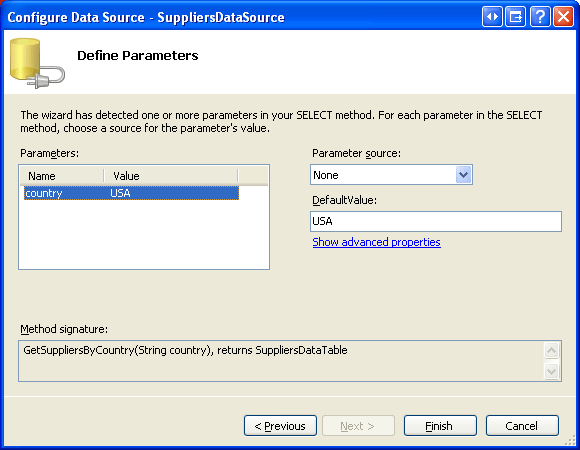 Configure Data Source - SuppliersDataSource
Define Parameters
The wizard has detected one or more parameters in your SELECT method. For each parameter in the SELECT
method, choose a source for the parameter's value.
Parameters:
Name Value
country USA
Parameter source:
None
DefaultValue:
USA
Show advanced properties
Method signature:
GetSuppliersByCountry(String country), returns SuppliersDataTable
< Previous Next > Finish Cancel